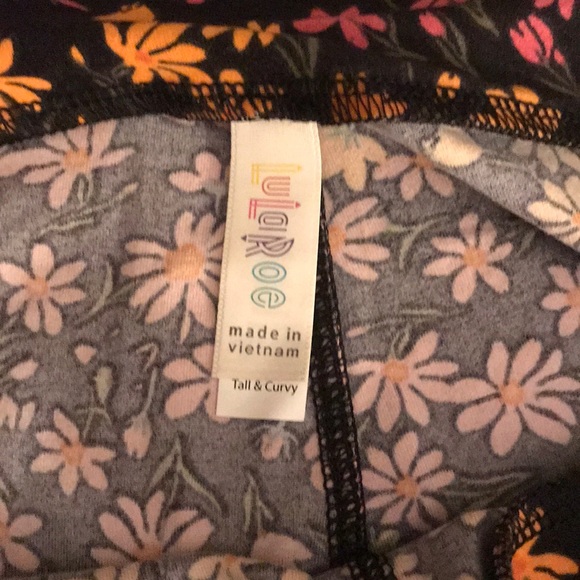 LuLaRoe
made in
vietnam
Tall & Curvy